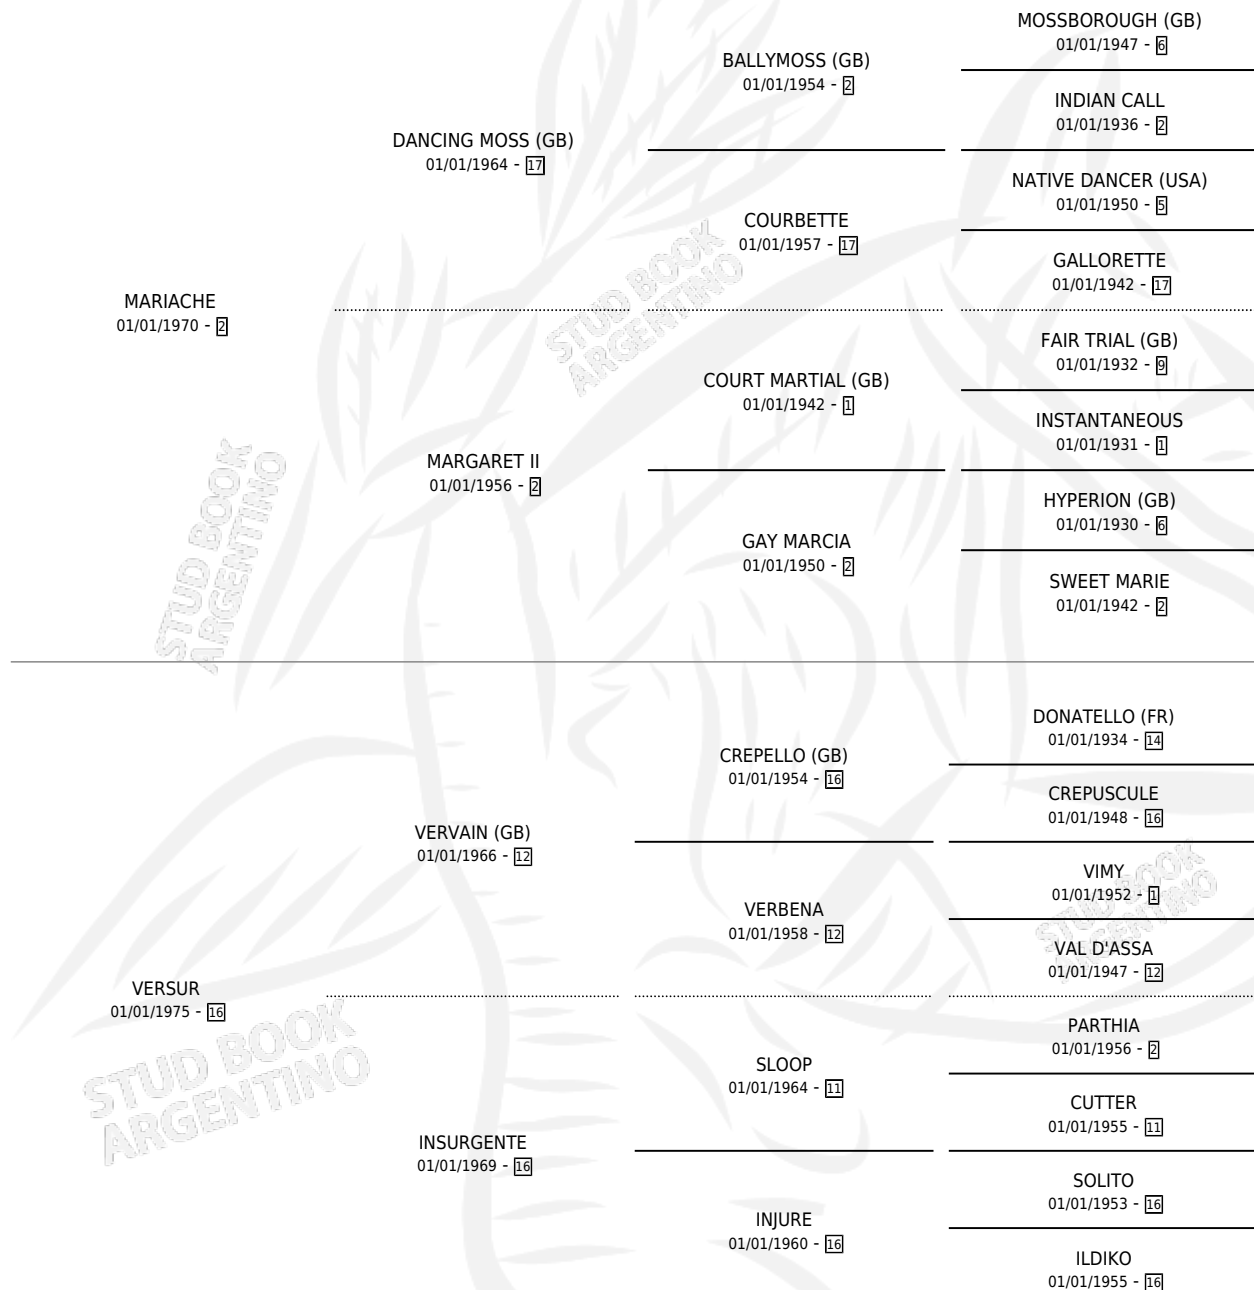 MOSSBOROUGH (GB)
01/01/1947 - 6
BALLYMOSS (GB)
01/01/1954 - 2
INDIAN CALL
01/01/1936 - 2
DANCING MOSS (GB)
01/01/1964 - 17
NATIVE DANCER (USA)
01/01/1950 - 5
COURBETTE
01/01/1957 - 17
GALLORETTE
01/01/1942 - 17
MARIACHE
01/01/1970 - 2
FAIR TRIAL (GB)
01/01/1932 - 9
COURT MARTIAL (GB)
01/01/1942 - 1
INSTANTANEOUS
01/01/1931 - 1
MARGARET II
01/01/1956 - 2
HYPERION (GB)
01/01/1930 - 6
GAY MARCIA
01/01/1950 - 2
SWEET MARIE
01/01/1942 - 2
DONATELLO (FR)
01/01/1934 - 14
CREPELLO (GB)
01/01/1954 - 16
CREPUSCULE
01/01/1948 - 16
VERVAIN (GB)
01/01/1966 - 12
VIMY
01/01/1952 - 1
VERBENA
01/01/1958 - 12
VAL D'ASSA
01/01/1947 - 12
VERSUR
01/01/1975 - 16
PARTHIA
01/01/1956 - 2
SLOOP
01/01/1964 - 11
CUTTER
01/01/1955 - 11
INSURGENTE
01/01/1969 - 16
SOLITO
01/01/1953 - 16
INJURE
01/01/1960 - 16
ILDIKO
01/01/1955 - 16
STUD BOOK
ARGENTINO
STUD BOOK
ARGENTINO
STUD BOOK
ARGENTINO
STUD BOOK
ARGENTINO